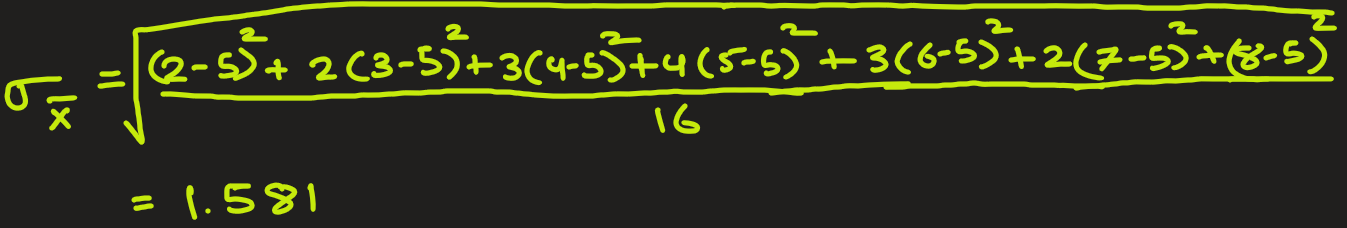 σ_x̄ = √((2-5)² + 2(3-5)² + 3(4-5)² + 4(5-5)² + 3(6-5)² + 2(7-5)² + (8-5)²) / 16)
= 1.581